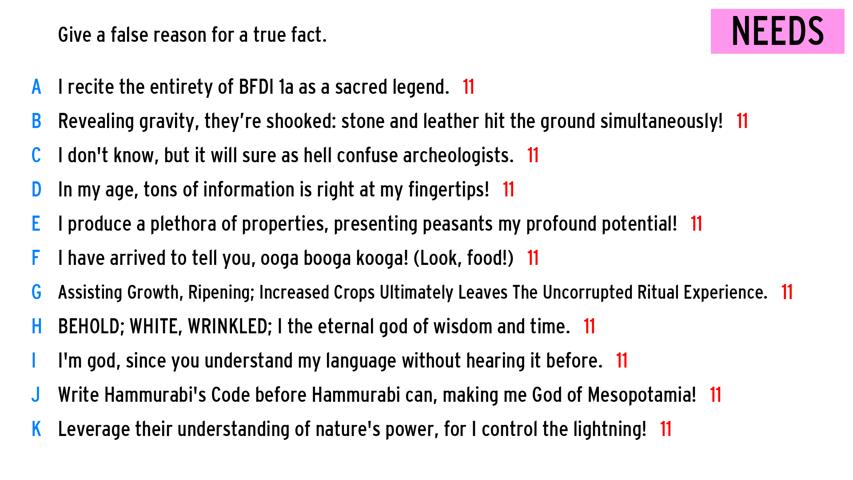 Give a false reason for a true fact.
NEEDS
A I recite the entirety of BFDI 1a as a sacred legend. 11
B Revealing gravity, they're shooked: stone and leather hit the ground simultaneously! 11
C I don't know, but it will sure as hell confuse archeologists. 11
D In my age, tons of information is right at my fingertips! 11
E I produce a plethora of properties, presenting peasants my profound potential! 11
F I have arrived to tell you, ooga booga kooga! (Look, food!) 11
G Assisting Growth, Ripening; Increased Crops Ultimately Leaves The Uncorrupted Ritual Experience. 11
H BEHOLD; WHITE, WRINKLED; I the eternal god of wisdom and time. 11
I I'm god, since you understand my language without hearing it before. 11
J Write Hammurabi's Code before Hammurabi can, making me God of Mesopotamia! 11
K Leverage their understanding of nature's power, for I control the lightning! 11